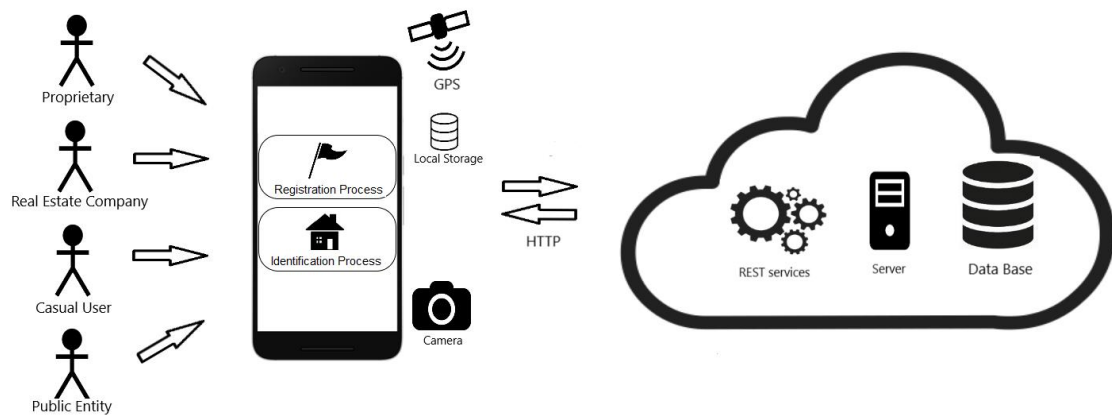 Proprietary
Real Estate Company
Casual User
Public Entity
Registration Process
Identification Process
GPS
Local Storage
Camera
HTTP
REST services
Server
Data Base